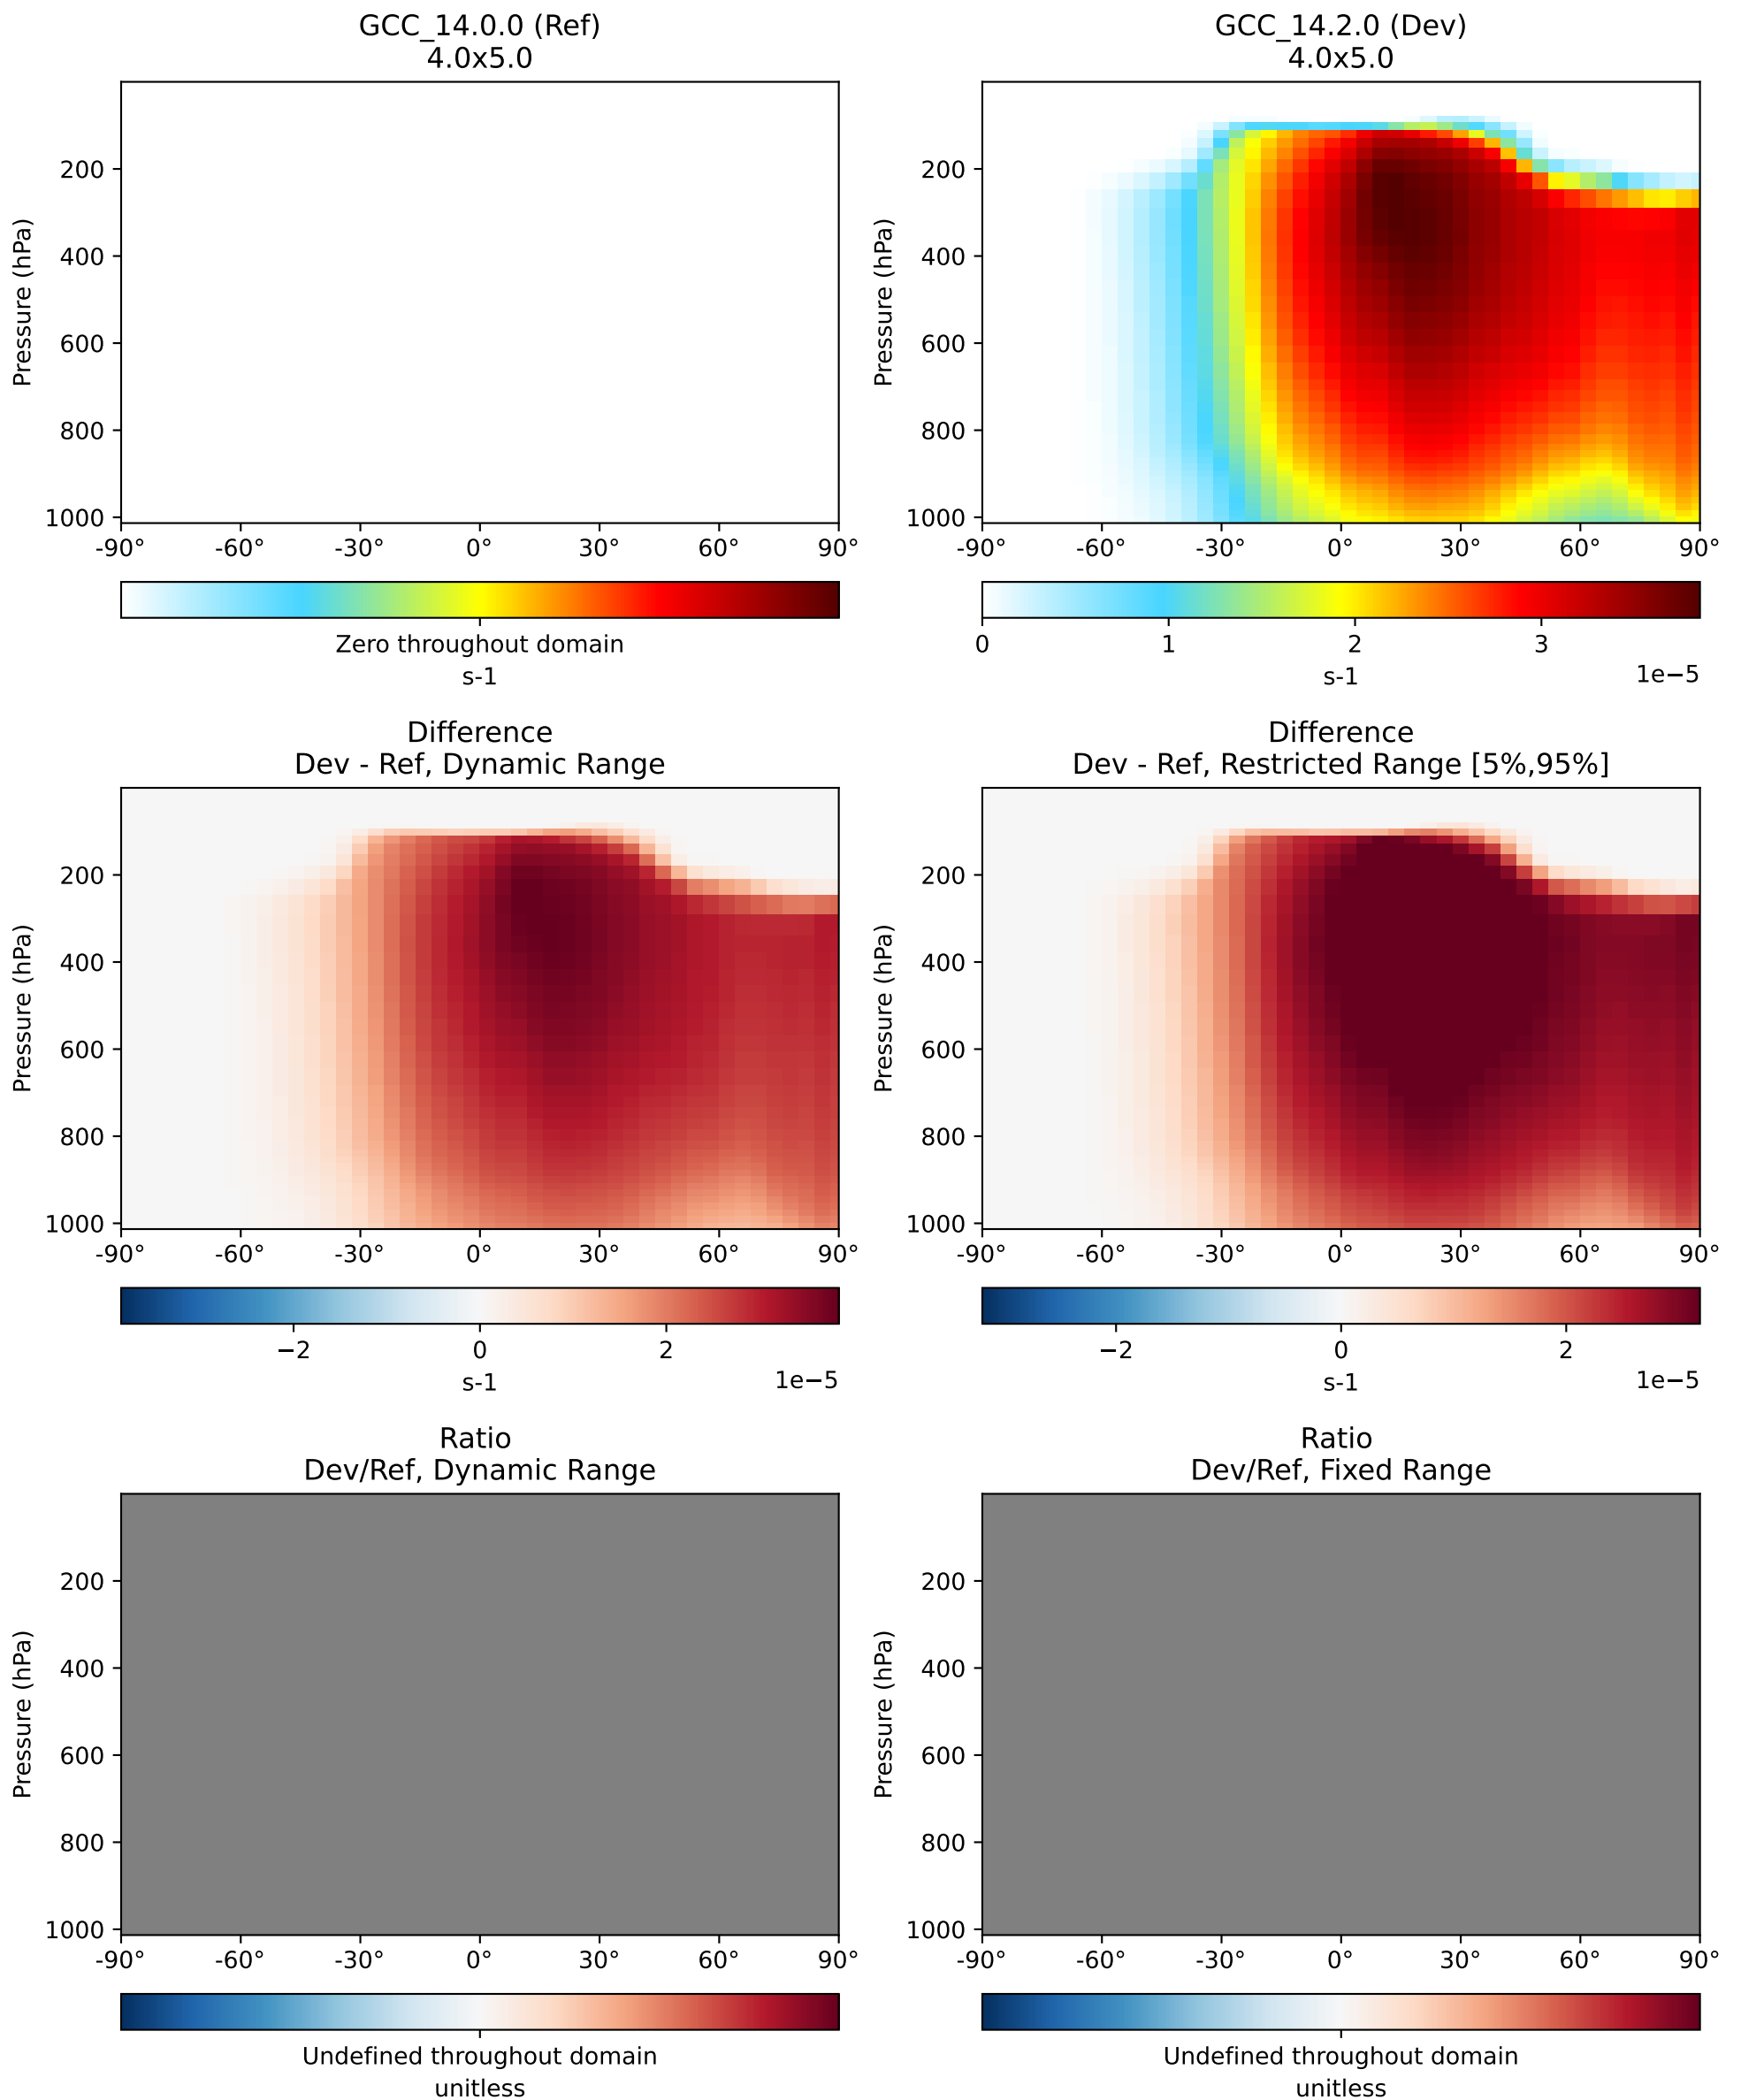 GCC_14.0.0 (Ref)
4.0x5.0
Pressure (hPa)
200
400
600
800
1000
-90° -60° -30° 0° 30° 60° 90°
Zero throughout domain
s-1
GCC_14.2.0 (Dev)
4.0x5.0
Pressure (hPa)
200
400
600
800
1000
-90° -60° -30° 0° 30° 60° 90°
0 1 2 3
s-1
1e−5
Difference
Dev - Ref, Dynamic Range
Pressure (hPa)
200
400
600
800
1000
-90° -60° -30° 0° 30° 60° 90°
−2 0 2
s-1
1e−5
Difference
Dev - Ref, Restricted Range [5%,95%]
Pressure (hPa)
200
400
600
800
1000
-90° -60° -30° 0° 30° 60° 90°
−2 0 2
s-1
1e−5
Ratio
Dev/Ref, Dynamic Range
Pressure (hPa)
200
400
600
800
1000
-90° -60° -30° 0° 30° 60° 90°
Undefined throughout domain
unitless
Ratio
Dev/Ref, Fixed Range
Pressure (hPa)
200
400
600
800
1000
-90° -60° -30° 0° 30° 60° 90°
Undefined throughout domain
unitless